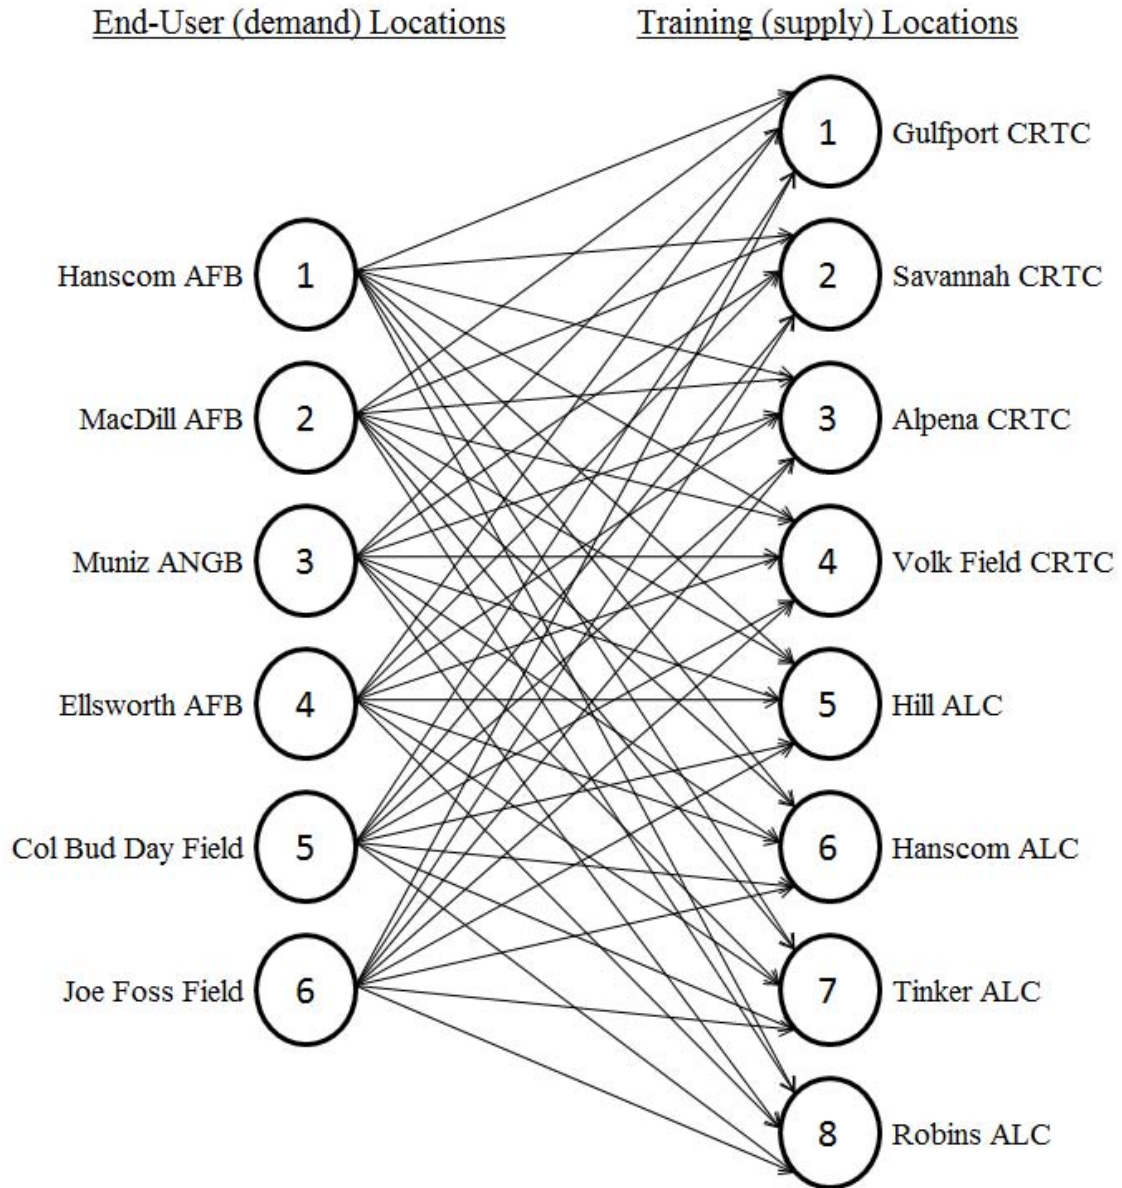 End-User (demand) Locations
Training (supply) Locations
1
Gulfport CRTC
Hanscom AFB
1
2
Savannah CRTC
MacDill AFB
2
3
Alpena CRTC
Muniz ANGB
3
4
Volk Field CRTC
Ellsworth AFB
4
5
Hill ALC
Col Bud Day Field
5
6
Hanscom ALC
Joe Foss Field
6
7
Tinker ALC
8
Robins ALC